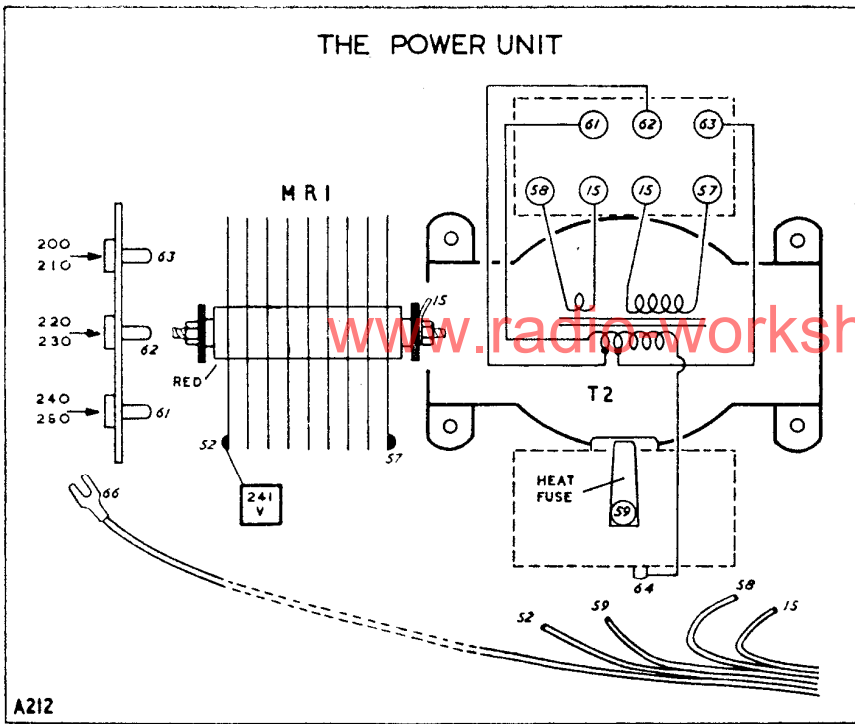 THE POWER UNIT
61 62 63
58 15 15 57
MR1
200
210
63
220
230
62
240
250
61
15
RED
52
57
241
V
www.radio-worksh
T2
HEAT
FUSE
59
64
66
52
59
58
15
A212